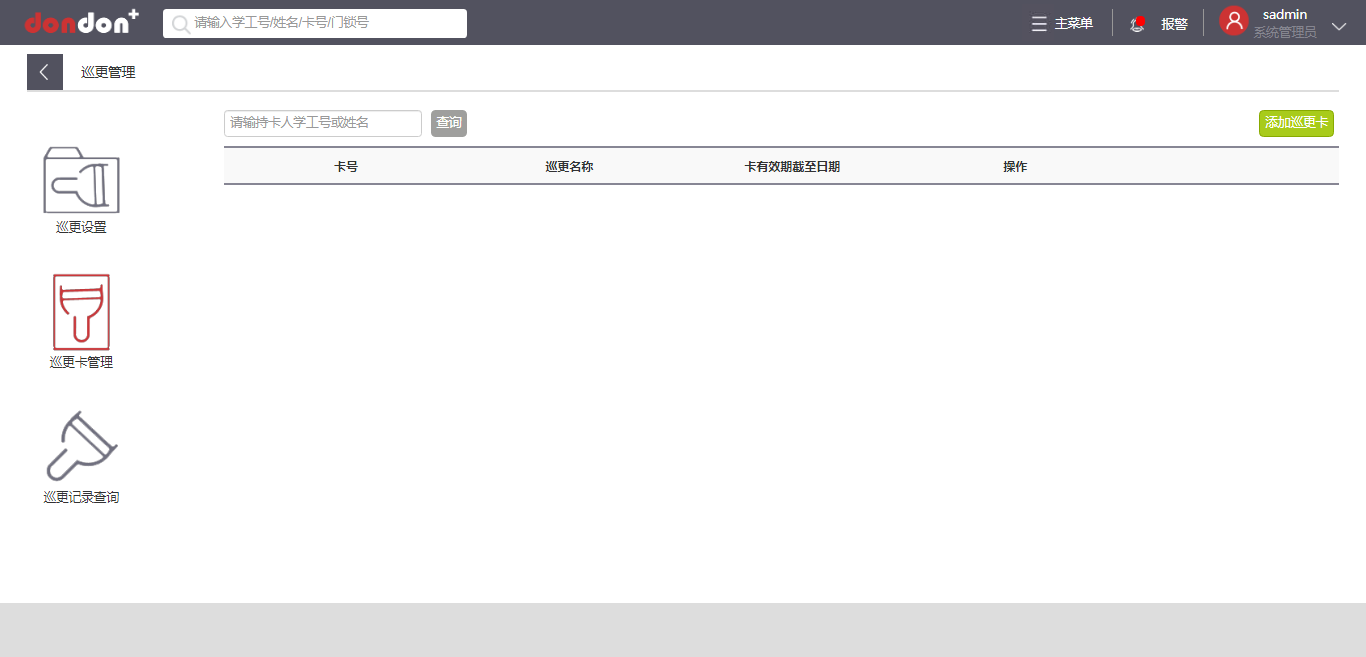 dondon+
请输入学工号/姓名/卡号/门锁号
主菜单
报警
sadmin
系统管理员
巡更管理
请输持卡人学工号或姓名
查询
添加巡更卡
卡号 巡更名称 卡有效期截至日期 操作
巡更设置
巡更卡管理
巡更记录查询